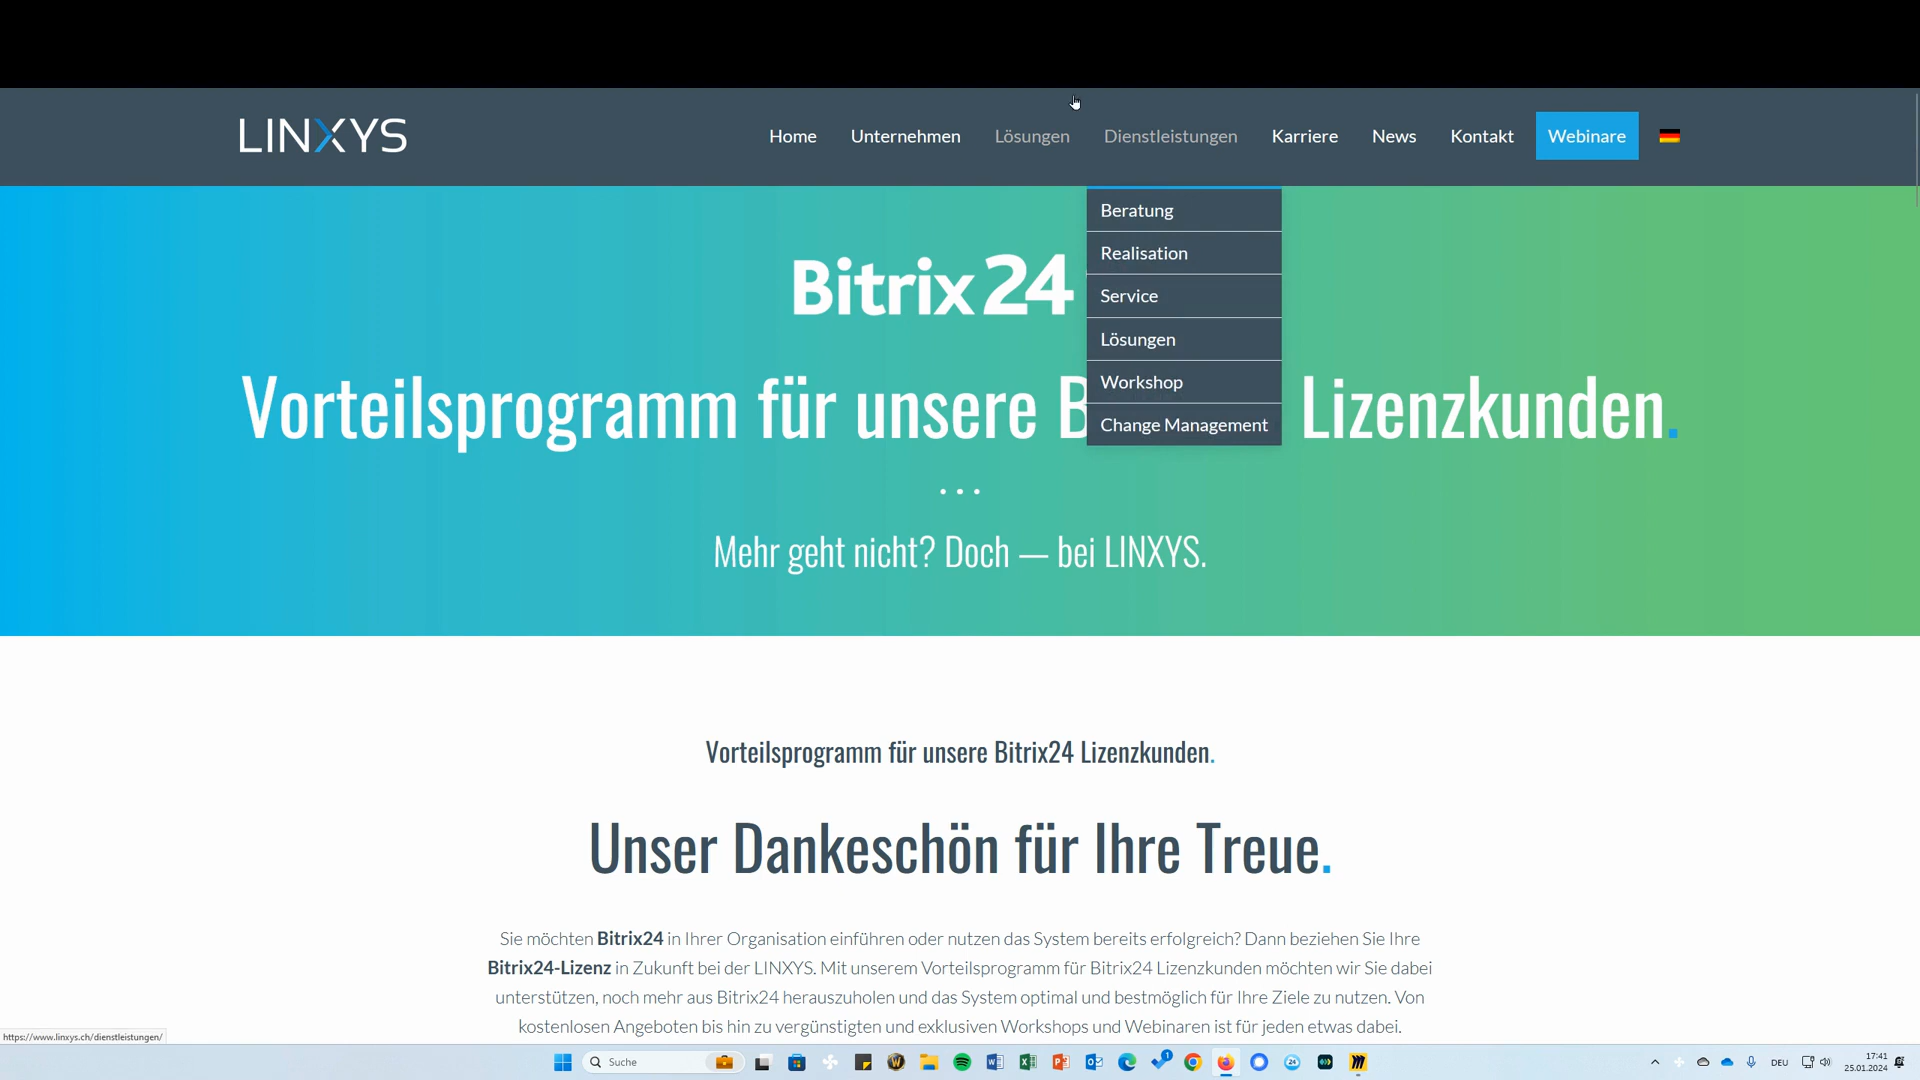 LINXYS
Home Unternehmen Lösungen Dienstleistungen Karriere News Kontakt Webinare
Beratung
Realisation
Service
Lösungen
Workshop
Change Management
Bitrix24
Vorteilsprogramm für unsere B Lizenzkunden.
...
Mehr geht nicht? Doch — bei LINXYS.
Vorteilsprogramm für unsere Bitrix24 Lizenzkunden.
Unser Dankeschön für Ihre Treue.
Sie möchten Bitrix24 in Ihrer Organisation einführen oder nutzen das System bereits erfolgreich? Dann beziehen Sie Ihre
Bitrix24-Lizenz in Zukunft bei der LINXYS. Mit unserem Vorteilsprogramm für Bitrix24 Lizenzkunden möchten wir Sie dabei
unterstützen, noch mehr aus Bitrix24 herauszuholen und das System optimal und bestmöglich für Ihre Ziele zu nutzen. Von
kostenlosen Angeboten bis hin zu vergünstigten und exklusiven Workshops und Webinaren ist für jeden etwas dabei.
https://www.linxys.ch/dienstleistungen/
Suche
DEU
17:41
25.01.2024